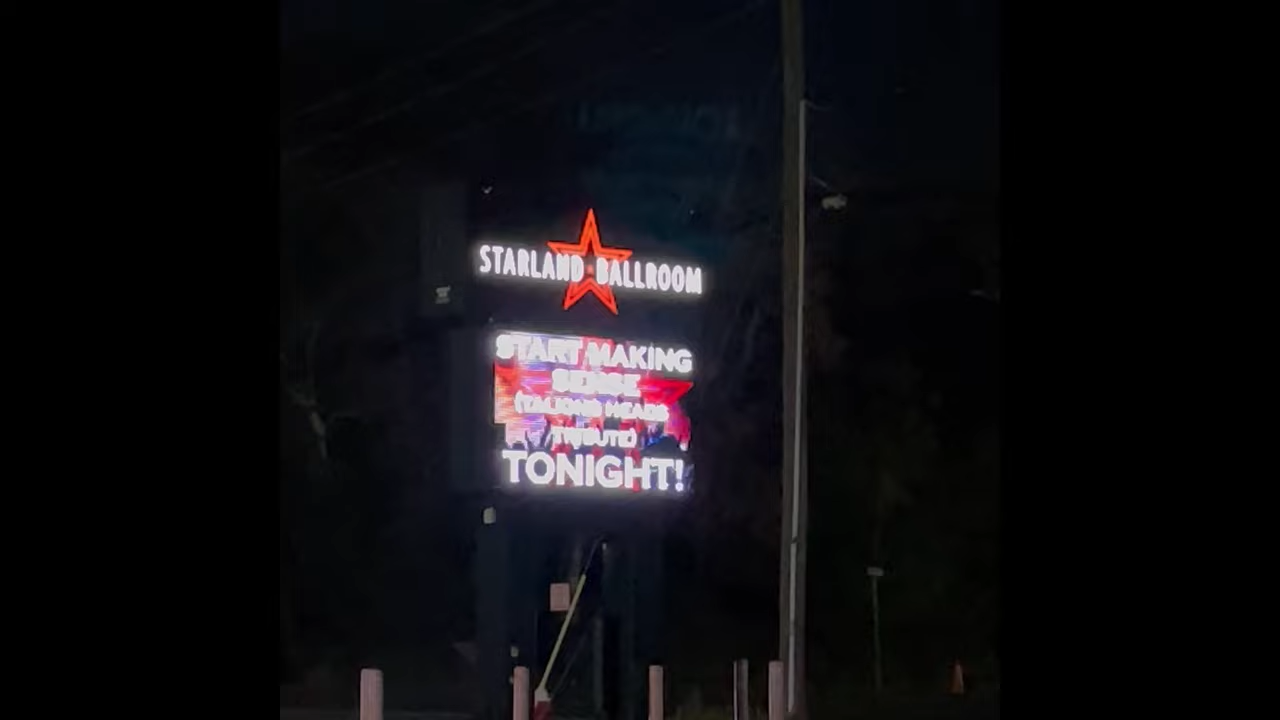 STARLAND BALLROOM
START MAKING
SENSE
(TALKING HEADS
TRIBUTE)
TONIGHT!